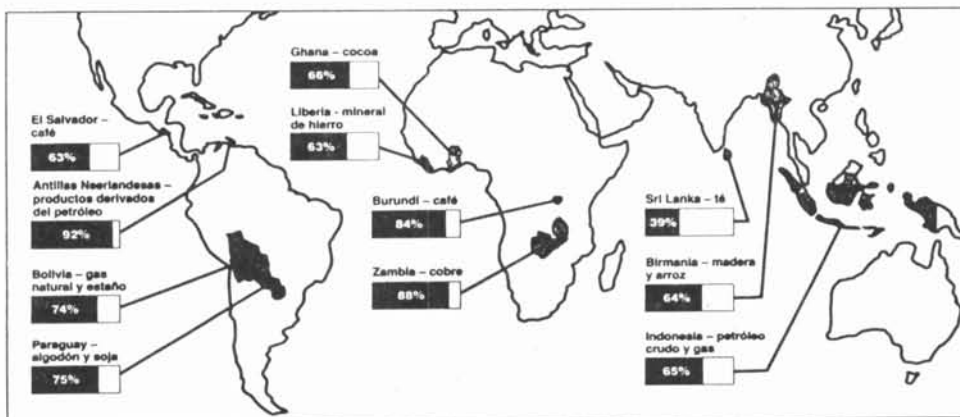 El Salvador –
café
63%
Antillas Neerlandesas –
productos derivados
del petróleo
92%
Bolivia – gas
natural y estaño
74%
Paraguay –
algodón y soja
75%
Ghana – cocoa
66%
Liberia - mineral
de hierro
63%
Burundi – café
84%
Zambia – cobre
88%
Sri Lanka – té
39%
Birmania – madera
y arroz
64%
Indonesia – petróleo
crudo y gas
65%